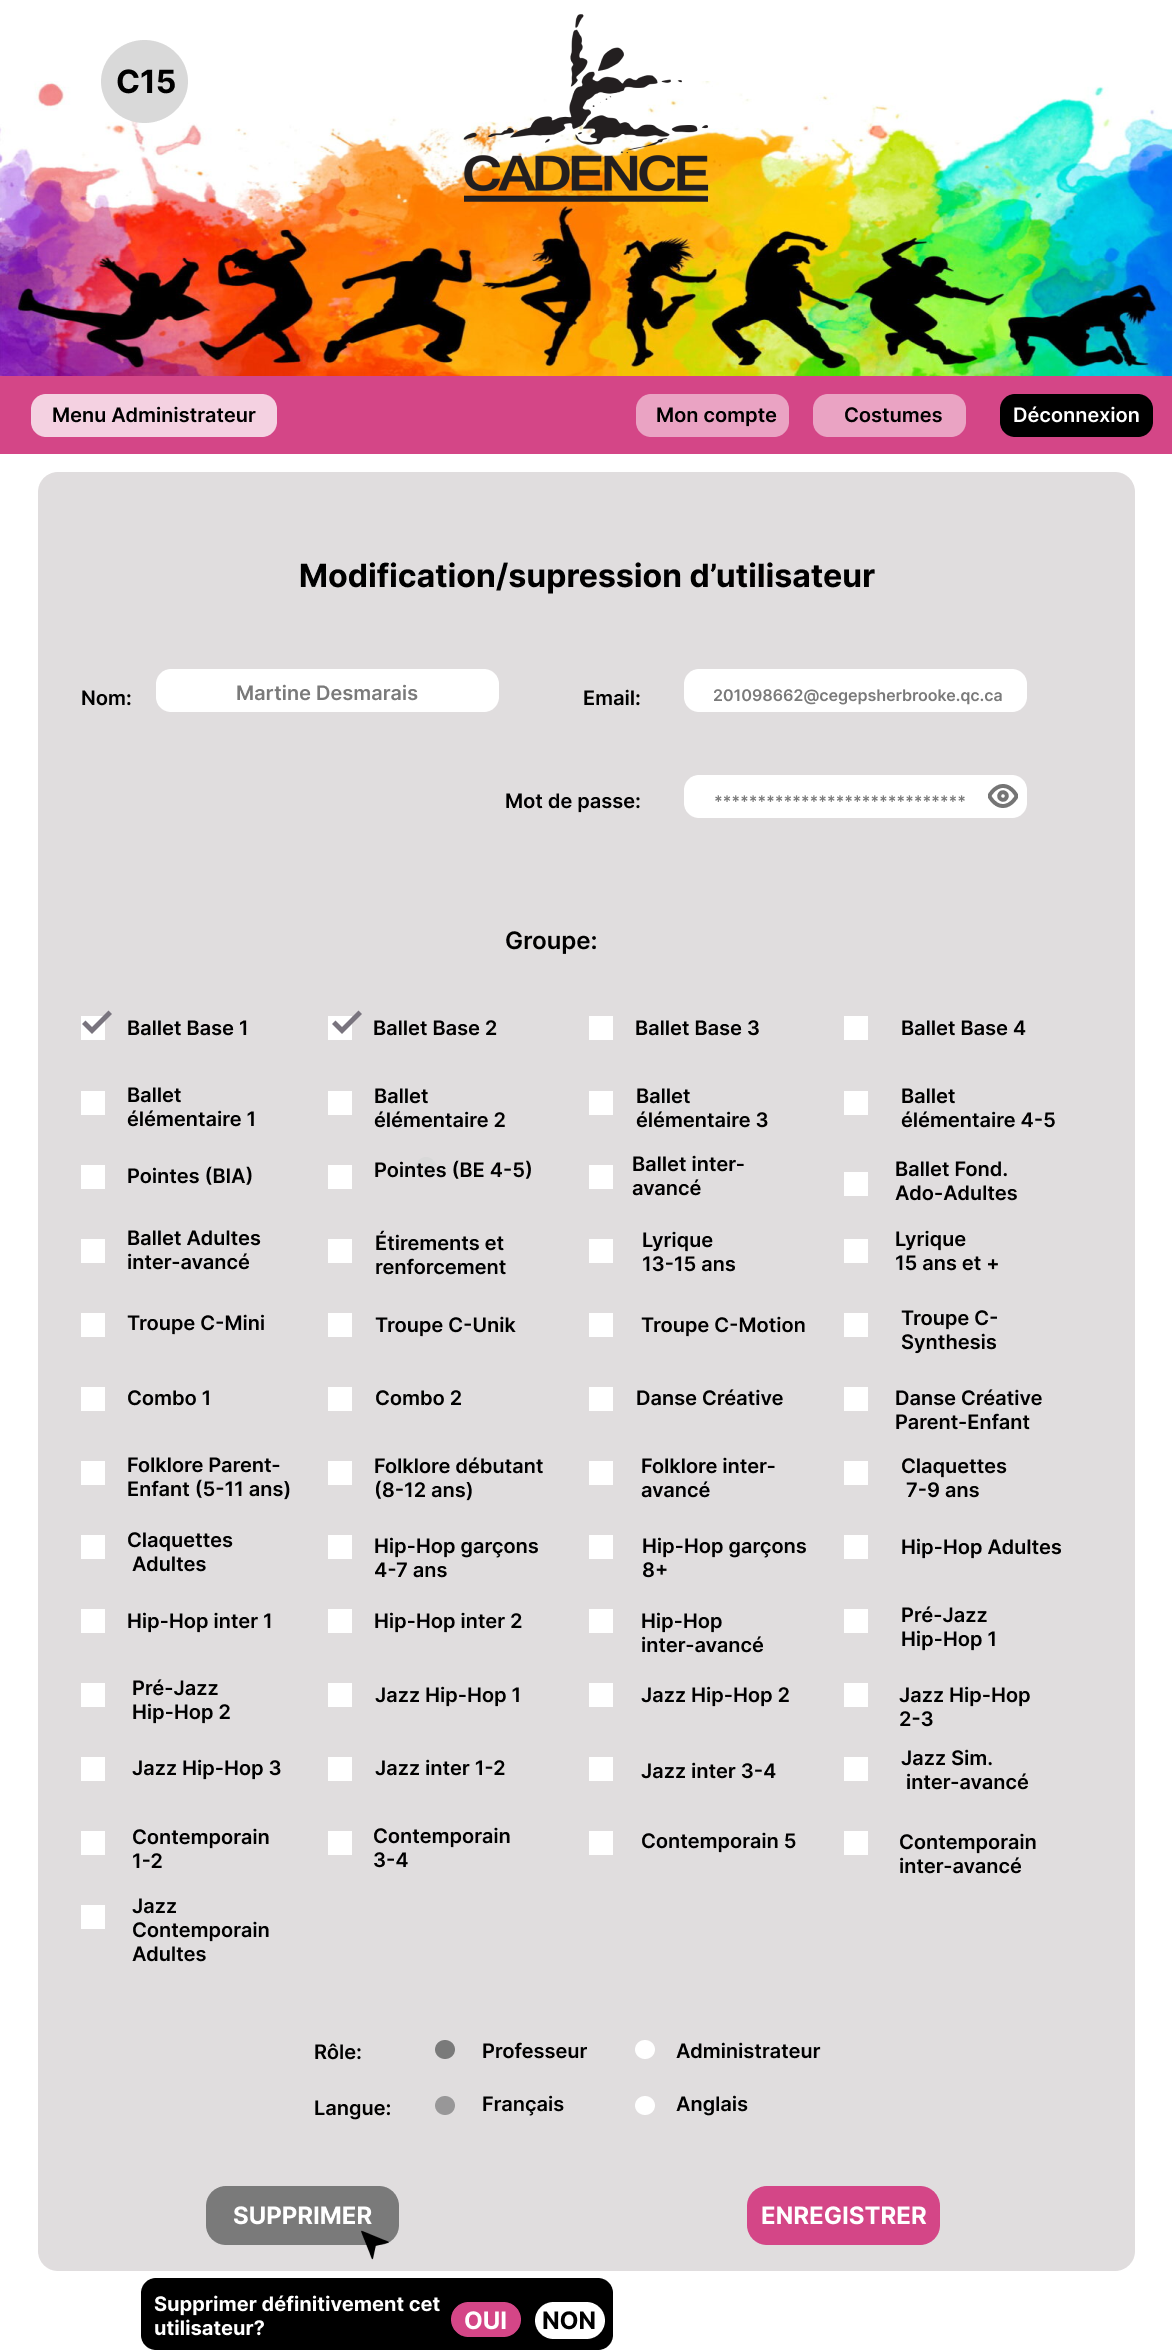 C15
CADENCE
Menu Administrateur
Mon compte
Costumes
Déconnexion
Modification/supression d’utilisateur
Nom:
Martine Desmarais
Email:
201098662@cegepsherbrooke.qc.ca
Mot de passe:
*****************************
Groupe:
Ballet Base 1
Ballet Base 2
Ballet Base 3
Ballet Base 4
Ballet
élémentaire 1
Ballet
élémentaire 2
Ballet
élémentaire 3
Ballet
élémentaire 4-5
Pointes (BIA)
Pointes (BE 4-5)
Ballet inter-
avancé
Ballet Fond.
Ado-Adultes
Ballet Adultes
inter-avancé
Étirements et
renforcement
Lyrique
13-15 ans
Lyrique
15 ans et +
Troupe C-Mini
Troupe C-Unik
Troupe C-Motion
Troupe C-
Synthesis
Combo 1
Combo 2
Danse Créative
Danse Créative
Parent-Enfant
Folklore Parent-
Enfant (5-11 ans)
Folklore débutant
(8-12 ans)
Folklore inter-
avancé
Claquettes
7-9 ans
Claquettes
Adultes
Hip-Hop garçons
4-7 ans
Hip-Hop garçons
8+
Hip-Hop Adultes
Hip-Hop inter 1
Hip-Hop inter 2
Hip-Hop
inter-avancé
Pré-Jazz
Hip-Hop 1
Pré-Jazz
Hip-Hop 2
Jazz Hip-Hop 1
Jazz Hip-Hop 2
Jazz Hip-Hop
2-3
Jazz Hip-Hop 3
Jazz inter 1-2
Jazz inter 3-4
Jazz Sim.
inter-avancé
Contemporain
1-2
Contemporain
3-4
Contemporain 5
Contemporain
inter-avancé
Jazz
Contemporain
Adultes
Rôle:
Professeur
Administrateur
Langue:
Français
Anglais
SUPPRIMER
ENREGISTRER
Supprimer définitivement cet
utilisateur?
OUI
NON